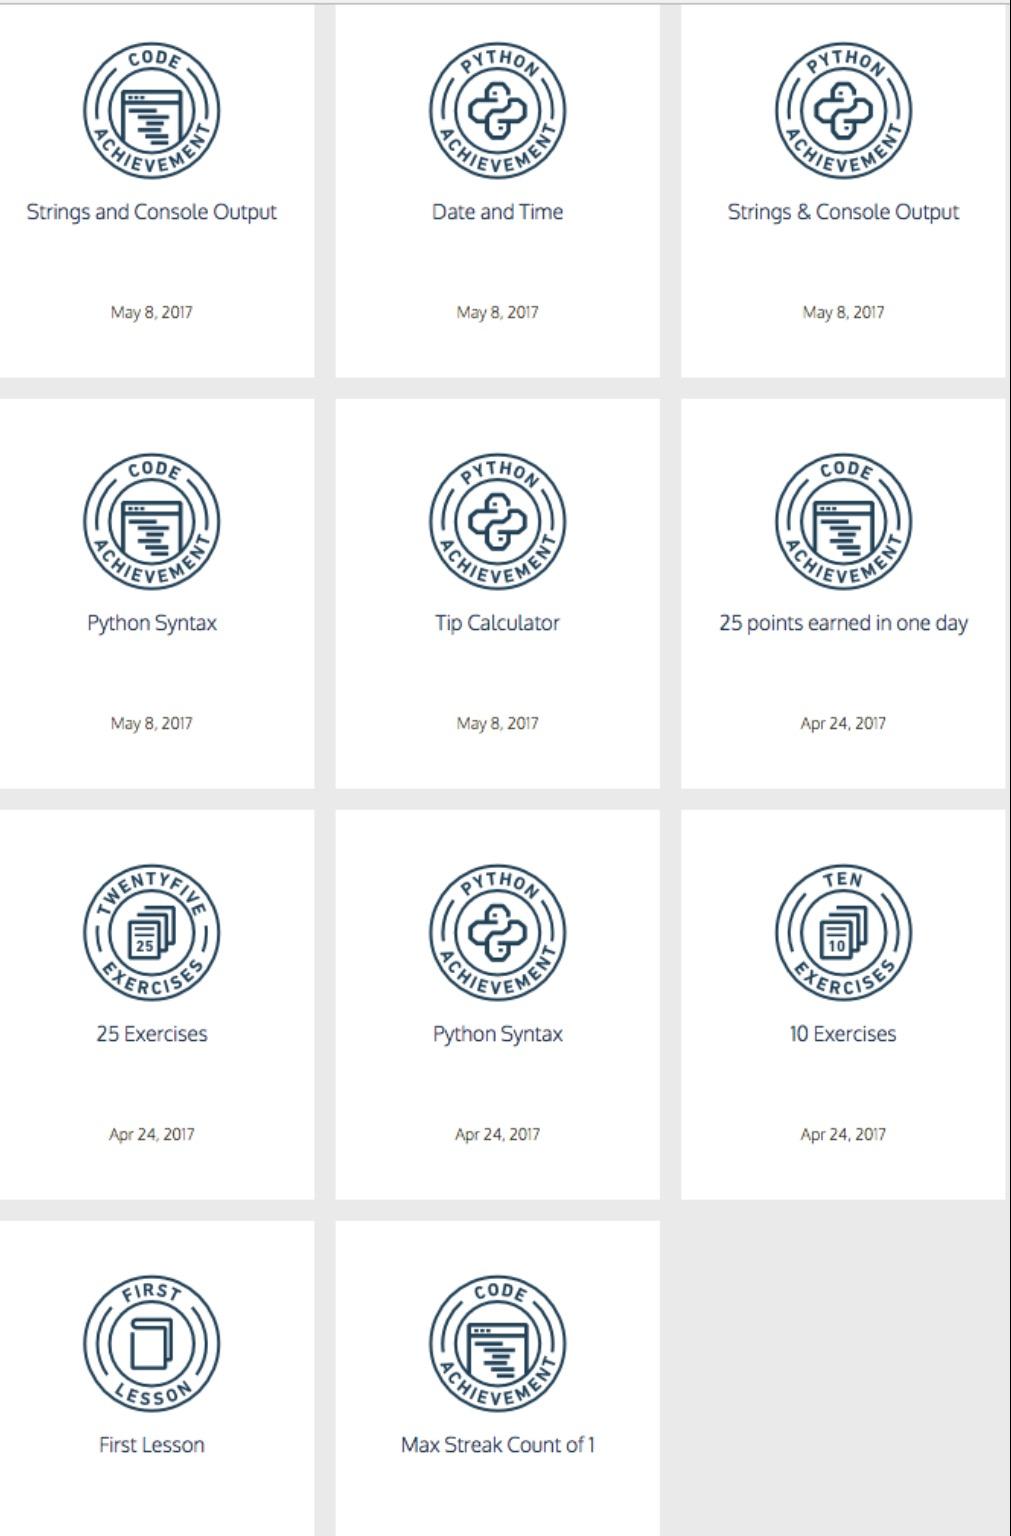 CODE
ACHIEVEMENT
Strings and Console Output
May 8, 2017
PYTHON
ACHIEVEMENT
Date and Time
May 8, 2017
PYTHON
ACHIEVEMENT
Strings & Console Output
May 8, 2017
CODE
ACHIEVEMENT
Python Syntax
May 8, 2017
PYTHON
ACHIEVEMENT
Tip Calculator
May 8, 2017
CODE
ACHIEVEMENT
25 points earned in one day
Apr 24, 2017
TWENTYFIVE
25
EXERCISES
25 Exercises
Apr 24, 2017
PYTHON
ACHIEVEMENT
Python Syntax
Apr 24, 2017
TEN
10
EXERCISES
10 Exercises
Apr 24, 2017
FIRST
LESSON
First Lesson
CODE
ACHIEVEMENT
Max Streak Count of 1